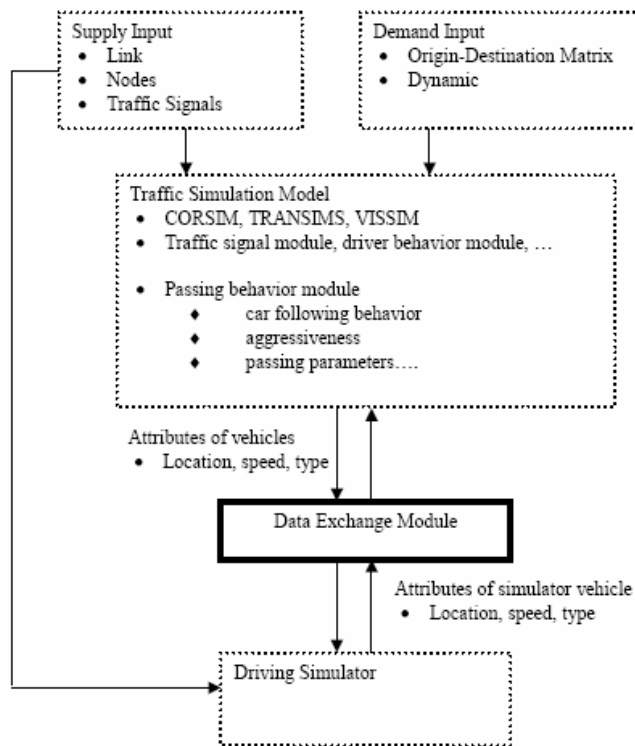 Supply Input
• Link
• Nodes
• Traffic Signals
Demand Input
• Origin-Destination Matrix
• Dynamic
Traffic Simulation Model
• CORSIM, TRANSIMS, VISSIM
• Traffic signal module, driver behavior module, …
• Passing behavior module
♦ car following behavior
♦ aggressiveness
♦ passing parameters….
Attributes of vehicles
• Location, speed, type
Data Exchange Module
Attributes of simulator vehicle
• Location, speed, type
Driving Simulator